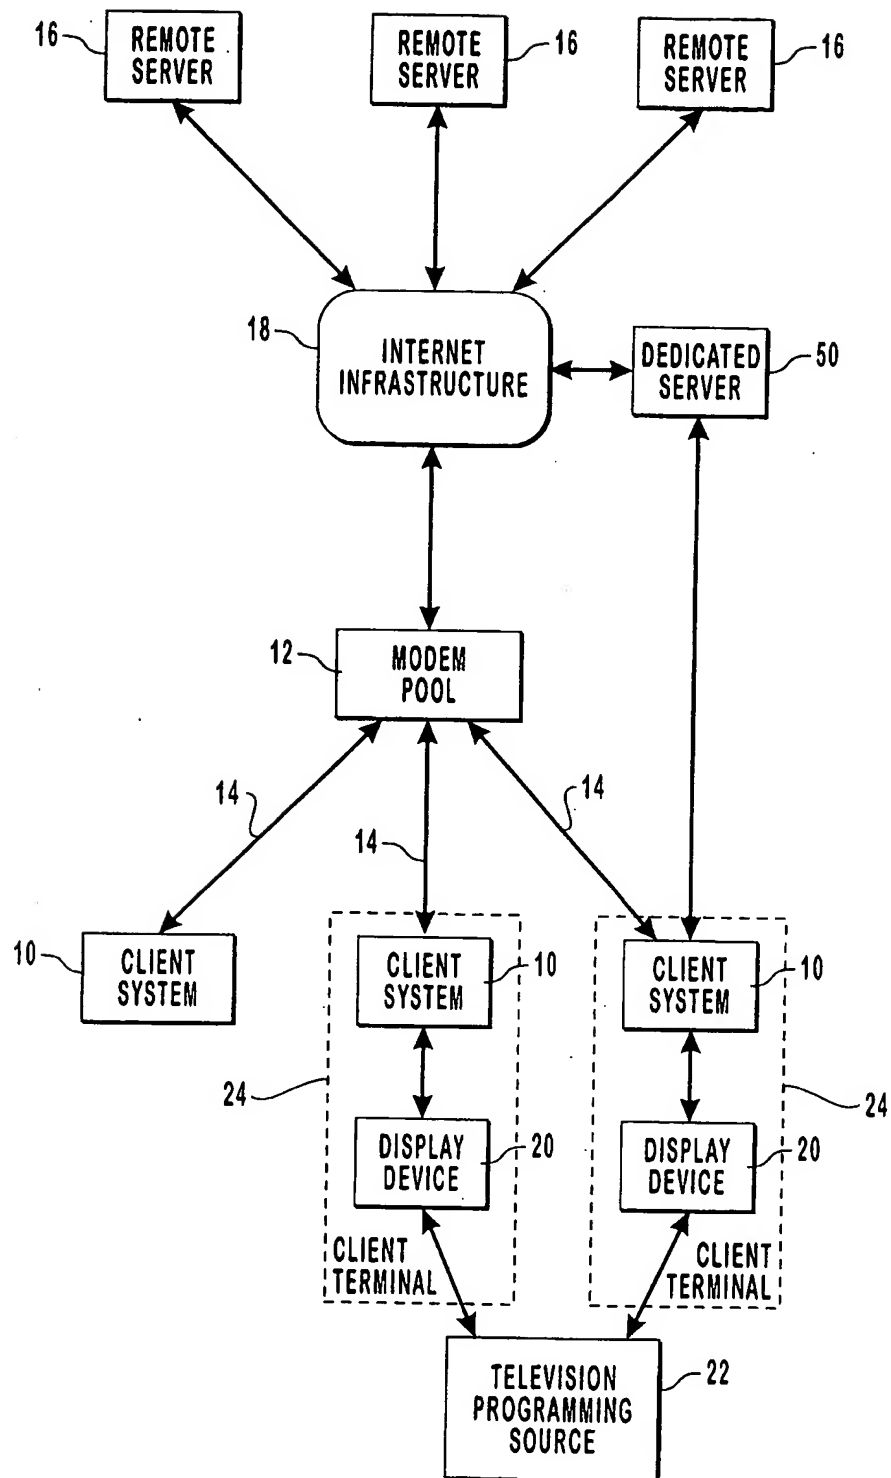 16
REMOTE
SERVER
REMOTE
SERVER
16
REMOTE
SERVER
16
18
INTERNET
INFRASTRUCTURE
DEDICATED
SERVER
50
12
MODEM
POOL
14
14
14
10
CLIENT
SYSTEM
CLIENT
SYSTEM
10
CLIENT
SYSTEM
10
24
24
DISPLAY
DEVICE
20
DISPLAY
DEVICE
20
CLIENT
TERMINAL
CLIENT
TERMINAL
TELEVISION
PROGRAMMING
SOURCE
22